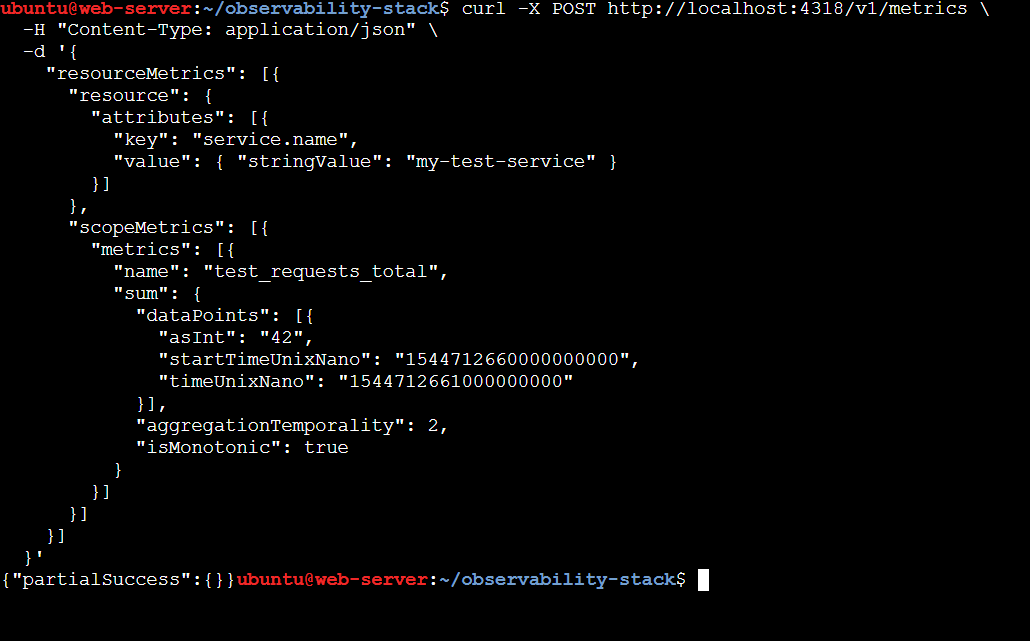 ubuntu@web-server:~/observability-stack$ curl -X POST http://localhost:4318/v1/metrics \
  -H "Content-Type: application/json" \
  -d '{
    "resourceMetrics": [{
      "resource": {
        "attributes": [{
          "key": "service.name",
          "value": { "stringValue": "my-test-service" }
        }]
      },
      "scopeMetrics": [{
        "metrics": [{
          "name": "test_requests_total",
          "sum": {
            "dataPoints": [{
              "asInt": "42",
              "startTimeUnixNano": "1544712660000000000",
              "timeUnixNano": "1544712661000000000"
            }],
            "aggregationTemporality": 2,
            "isMonotonic": true
          }
        }]
      }]
    }]
  }'
{"partialSuccess":{}}ubuntu@web-server:~/observability-stack$